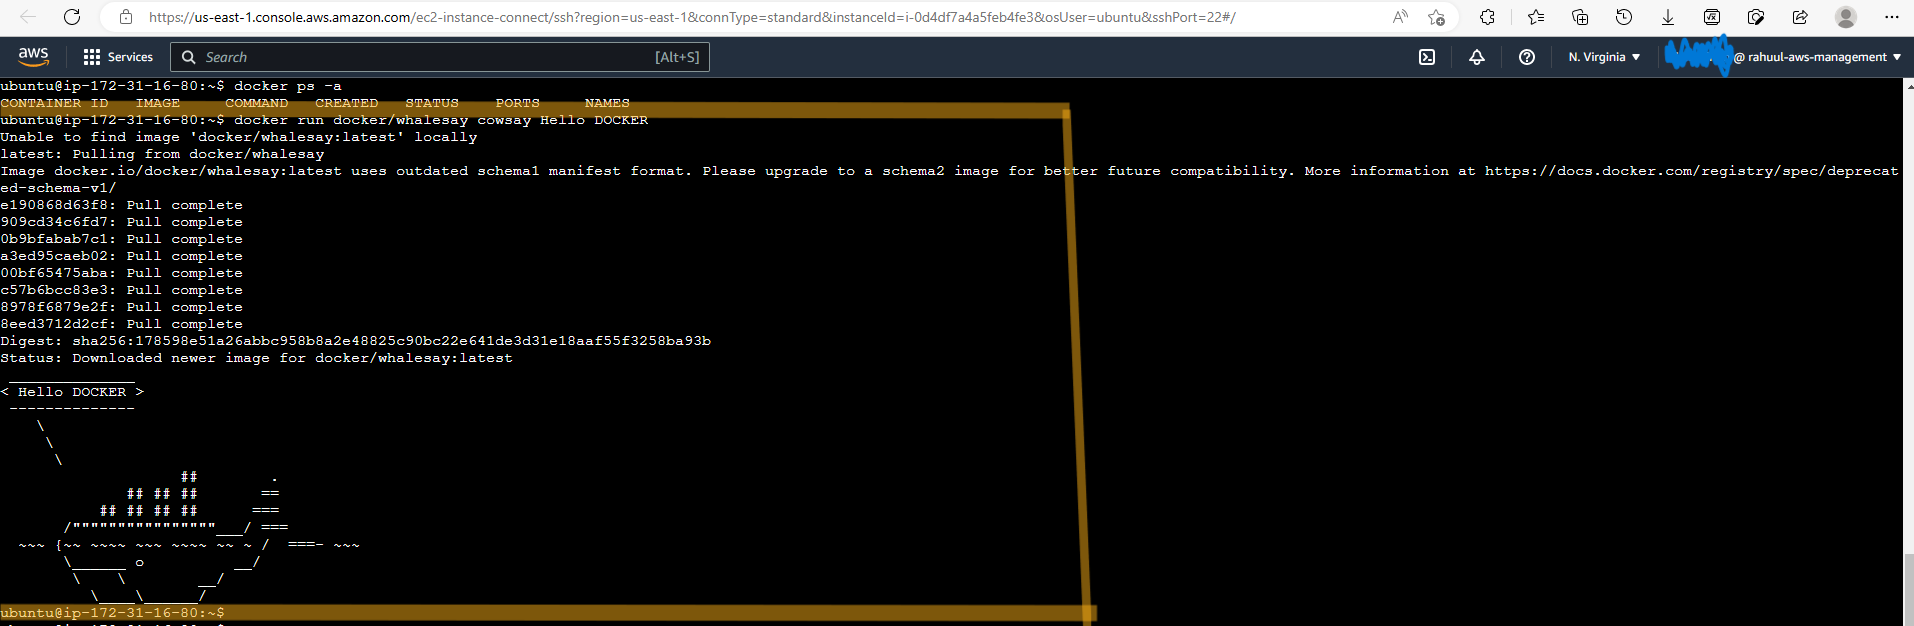 https://us-east-1.console.aws.amazon.com/ec2-instance-connect/ssh?region=us-east-1&connType=standard&instanceId=i-0d4df7a4a5feb4fe3&osUser=ubuntu&sshPort=22#/
aws Services Search [Alt+S] N. Virginia @ rahuul-aws-management
ubuntu@ip-172-31-16-80:~$ docker ps -a
CONTAINER ID   IMAGE     COMMAND   CREATED   STATUS    PORTS     NAMES
ubuntu@ip-172-31-16-80:~$ docker run docker/whalesay cowsay Hello DOCKER
Unable to find image 'docker/whalesay:latest' locally
latest: Pulling from docker/whalesay
Image docker.io/docker/whalesay:latest uses outdated schema1 manifest format. Please upgrade to a schema2 image for better future compatibility. More information at https://docs.docker.com/registry/spec/deprecat
ed-schema-v1/
e190868d63f8: Pull complete
909cd34c6fd7: Pull complete
0b9bfabab7c1: Pull complete
a3ed95caeb02: Pull complete
00bf65475aba: Pull complete
c57b6bcc83e3: Pull complete
8978f6879e2f: Pull complete
8eed3712d2cf: Pull complete
Digest: sha256:178598e51a26abbc958b8a2e48825c90bc22e641de3d31e18aaf55f3258ba93b
Status: Downloaded newer image for docker/whalesay:latest
 ______________
< Hello DOCKER >
 --------------
    \
     \
      \
                    ##        .
              ## ## ##       ==
           ## ## ## ##      ===
       /""""""""""""""""___/ ===
  ~~~ {~~ ~~~~ ~~~ ~~~~ ~~ ~ /  ===- ~~~
       \______ o          __/
        \    \        __/
          \____\______/
ubuntu@ip-172-31-16-80:~$